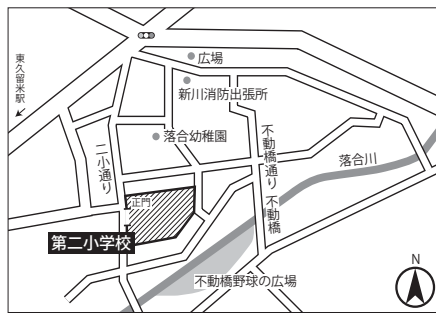 東久留米駅
広場
新川消防出張所
落合幼稚園
二小通り
不動橋通り
不動橋
落合川
正門
第二小学校
不動橋野球の広場
N